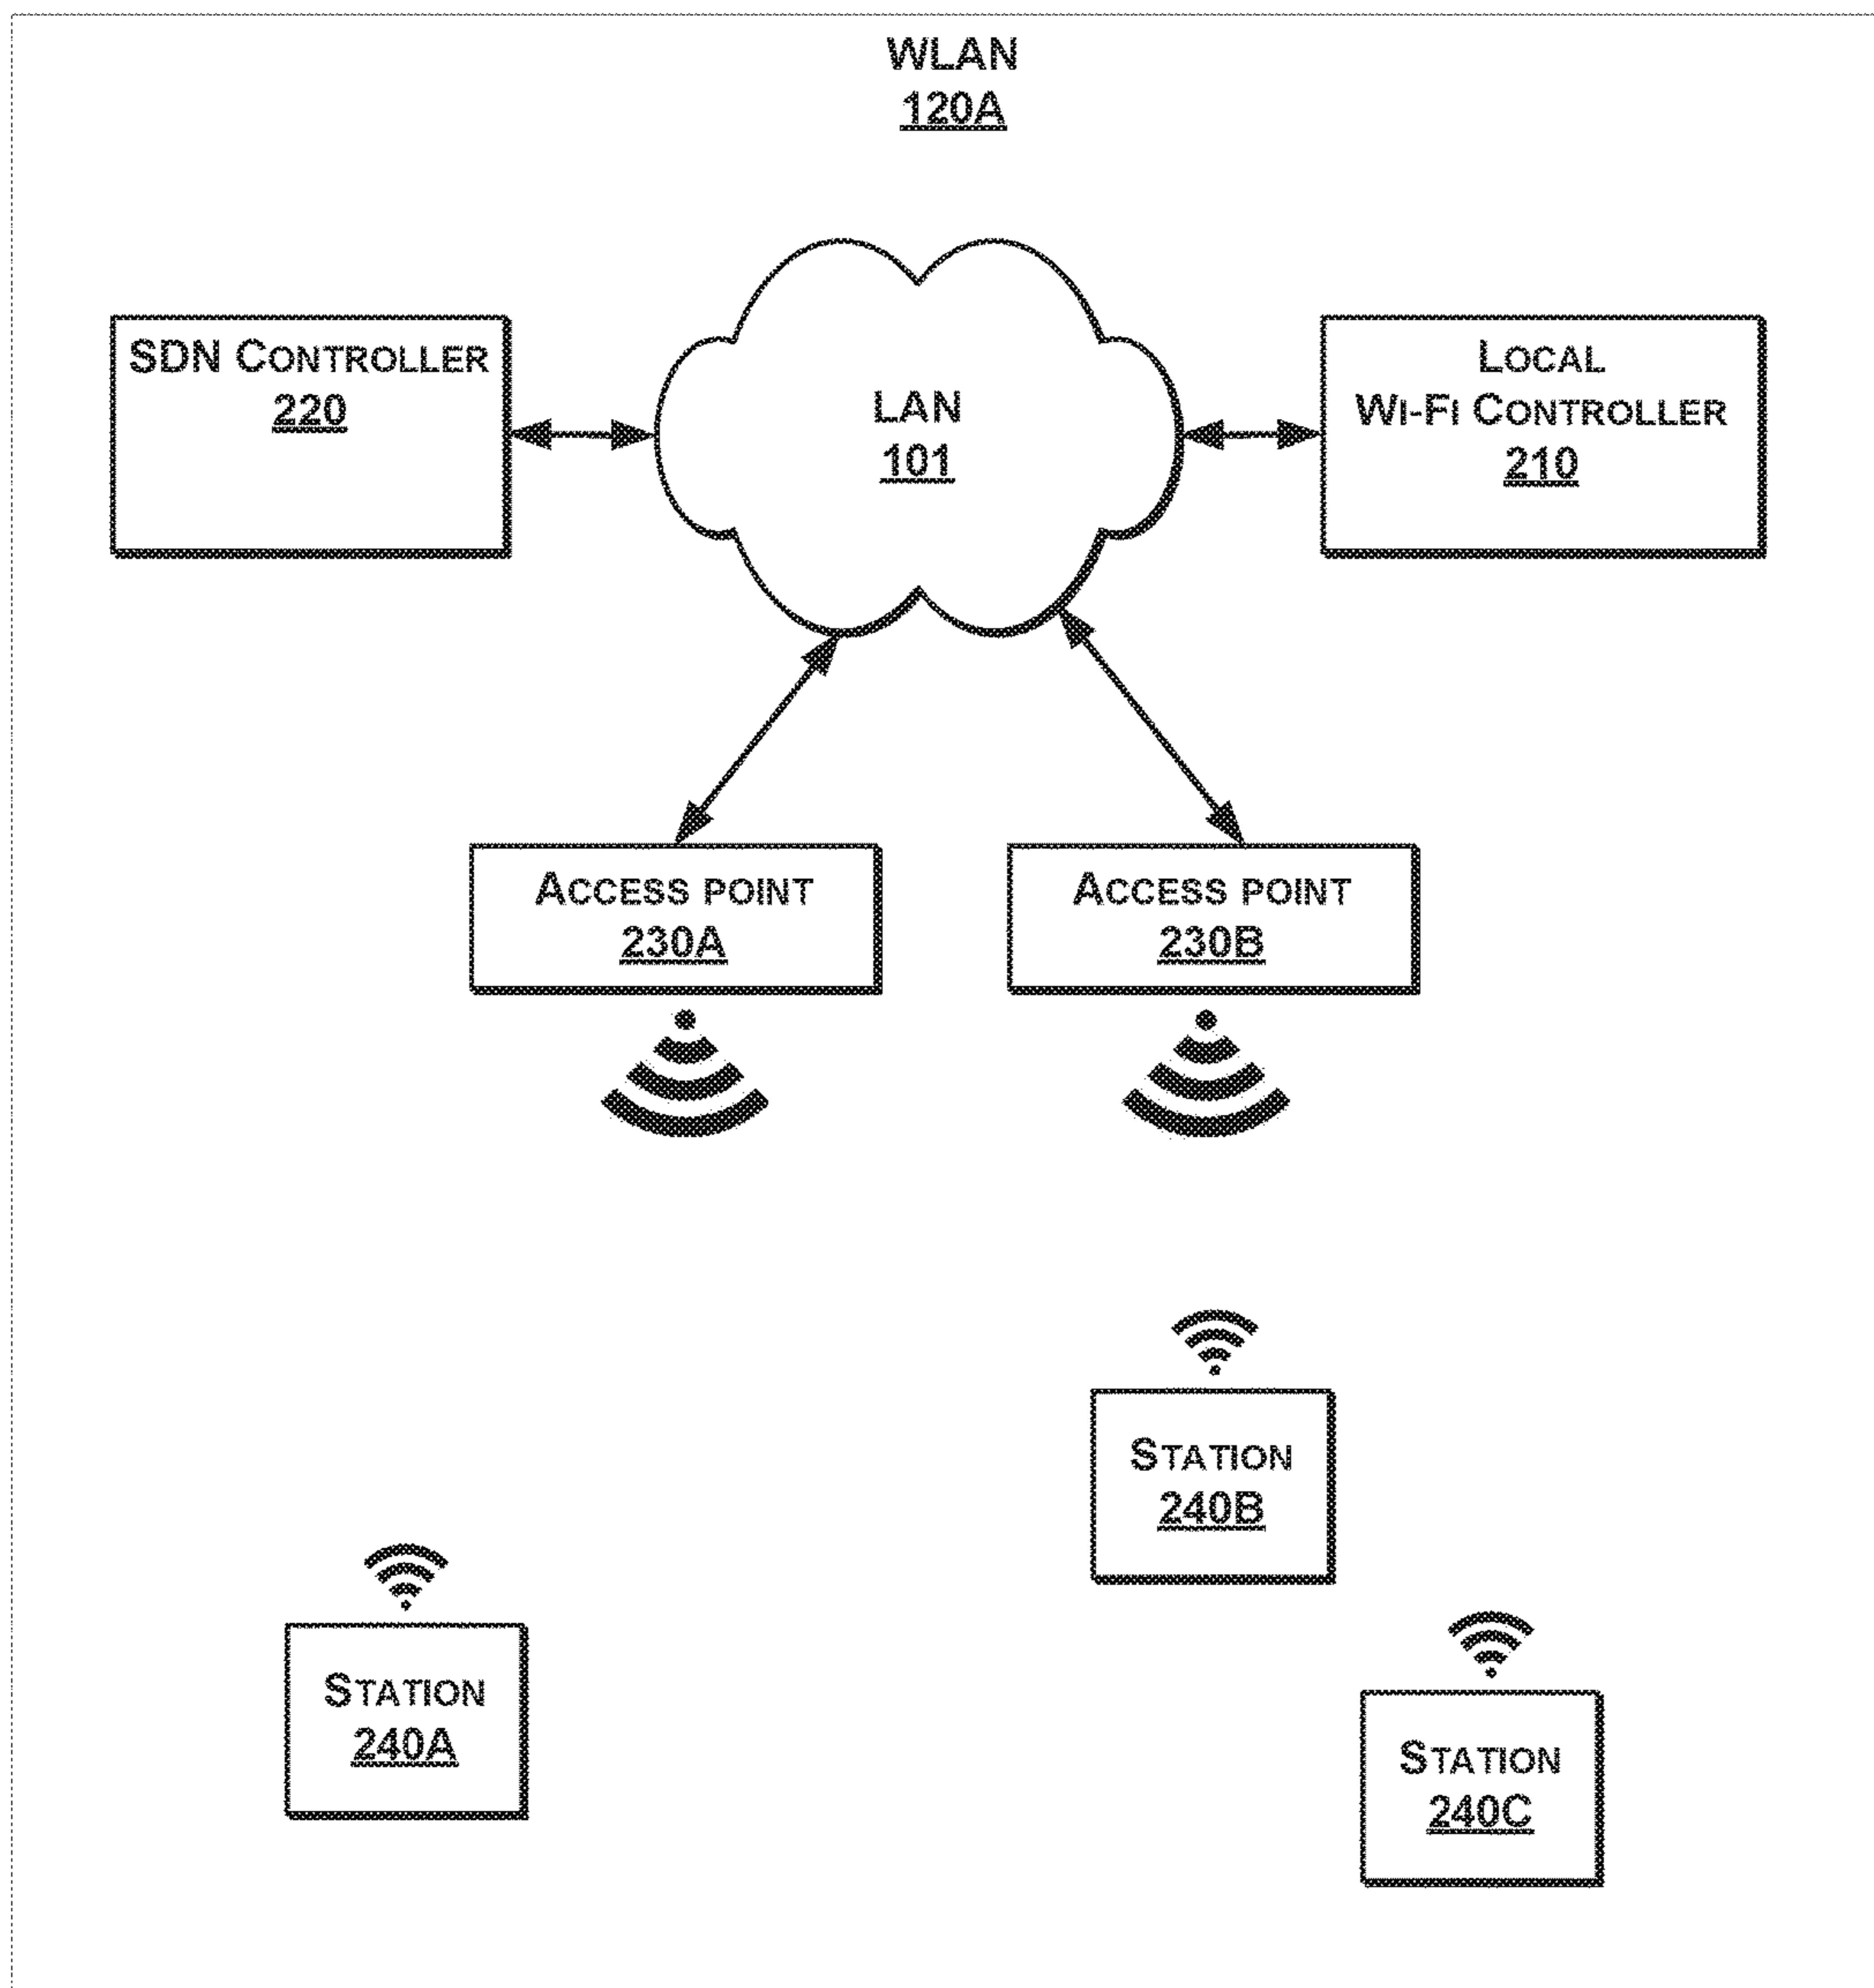 WLAN
120A
SDN CONTROLLER
220
LAN
101
LOCAL
WI-FI CONTROLLER
210
ACCESS POINT
230A
ACCESS POINT
230B
STATION
240B
STATION
240A
STATION
240C